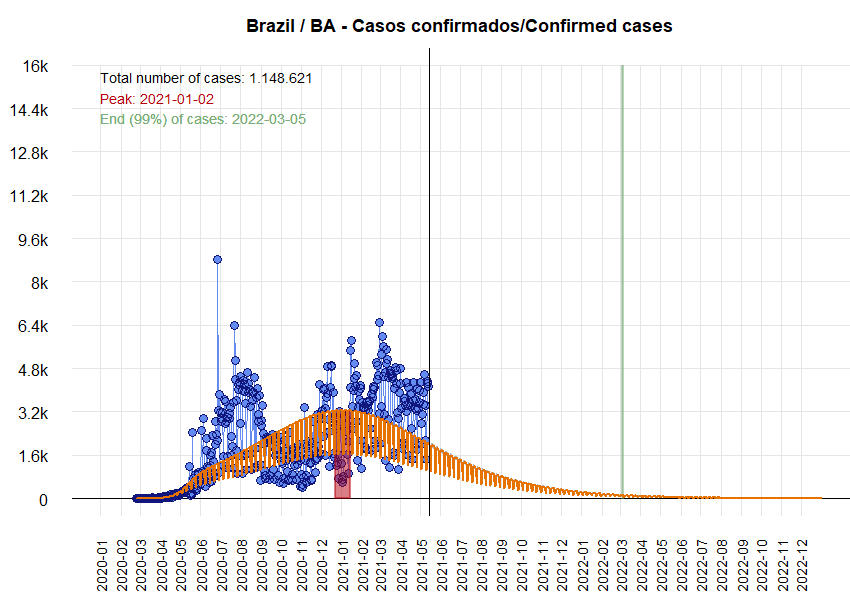 Brazil / BA - Casos confirmados/Confirmed cases
Total number of cases: 1.148.621
Peak: 2021-01-02
End (99%) of cases: 2022-03-05
16k
14.4k
12.8k
11.2k
9.6k
8k
6.4k
4.8k
3.2k
1.6k
0
2020-01
2020-02
2020-03
2020-04
2020-05
2020-06
2020-07
2020-08
2020-09
2020-10
2020-11
2020-12
2021-01
2021-03
2021-04
2021-05
2021-06
2021-07
2021-08
2021-09
2021-10
2021-11
2021-12
2022-01
2022-02
2022-03
2022-04
2022-05
2022-06
2022-07
2022-08
2022-09
2022-10
2022-11
2022-12